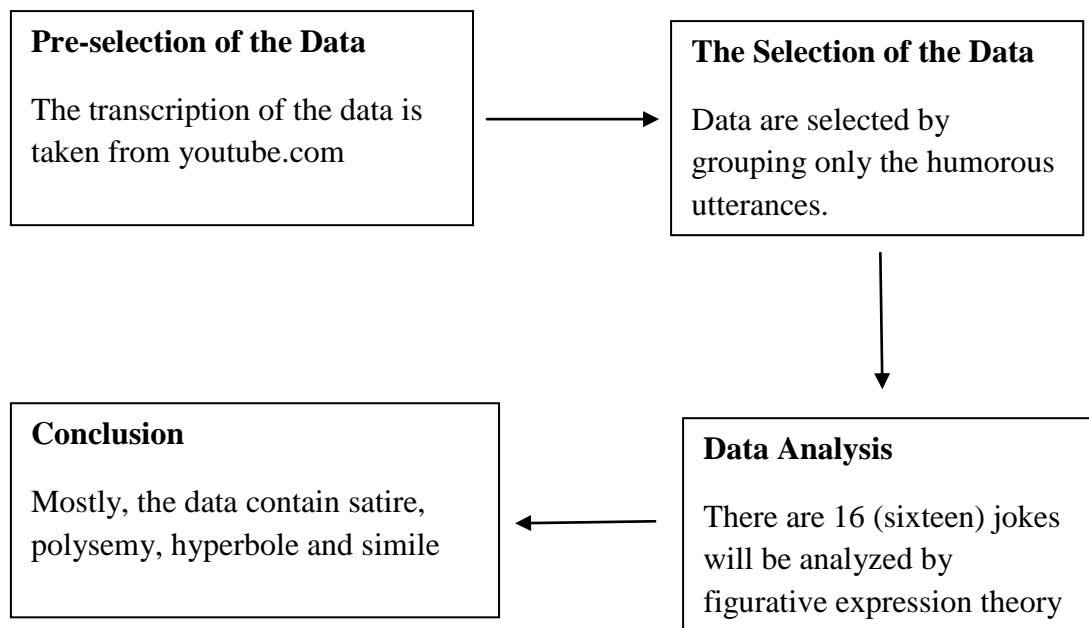 Pre-selection of the Data
The transcription of the data is
taken from youtube.com
The Selection of the Data
Data are selected by
grouping only the humorous
utterances.
Data Analysis
There are 16 (sixteen) jokes
will be analyzed by
figurative expression theory
Conclusion
Mostly, the data contain satire,
polysemy, hyperbole and simile